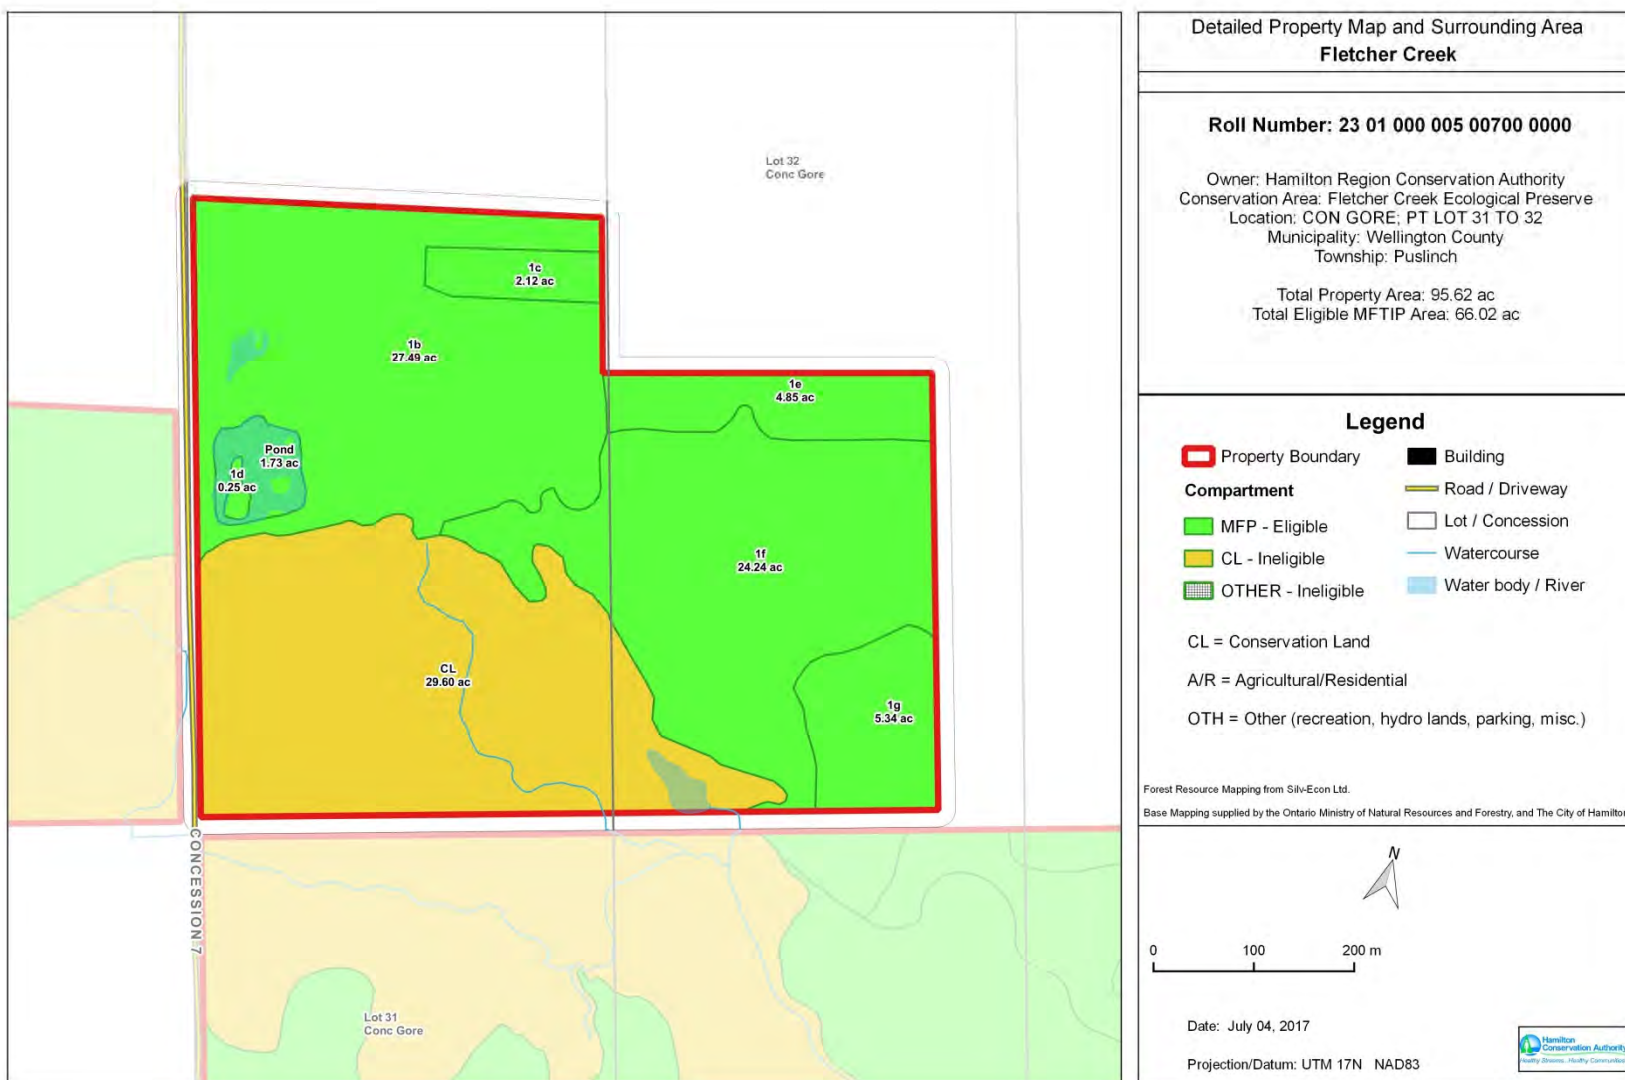 Lot 32
Conc Gore
1c
2.12 ac
1b
27.49 ac
1e
4.85 ac
Pond
1.73 ac
1d
0.25 ac
1f
24.24 ac
CL
29.60 ac
1g
5.34 ac
CONCESSION 7
Lot 31
Conc Gore
Detailed Property Map and Surrounding Area
Fletcher Creek
Roll Number: 23 01 000 005 00700 0000
Owner: Hamilton Region Conservation Authority
Conservation Area: Fletcher Creek Ecological Preserve
Location: CON GORE; PT LOT 31 TO 32
Municipality: Wellington County
Township: Puslinch
Total Property Area: 95.62 ac
Total Eligible MFTIP Area: 66.02 ac
Legend
Property Boundary
Compartment
MFP - Eligible
CL - Ineligible
OTHER - Ineligible
Building
Road / Driveway
Lot / Concession
Watercourse
Water body / River
CL = Conservation Land
A/R = Agricultural/Residential
OTH = Other (recreation, hydro lands, parking, misc.)
Forest Resource Mapping from Silv-Econ Ltd.
Base Mapping supplied by the Ontario Ministry of Natural Resources and Forestry, and The City of Hamilton
N
0 100 200 m
Date: July 04, 2017
Projection/Datum: UTM 17N NAD83
Hamilton
Conservation Authority
Healthy Streams...Healthy Communities